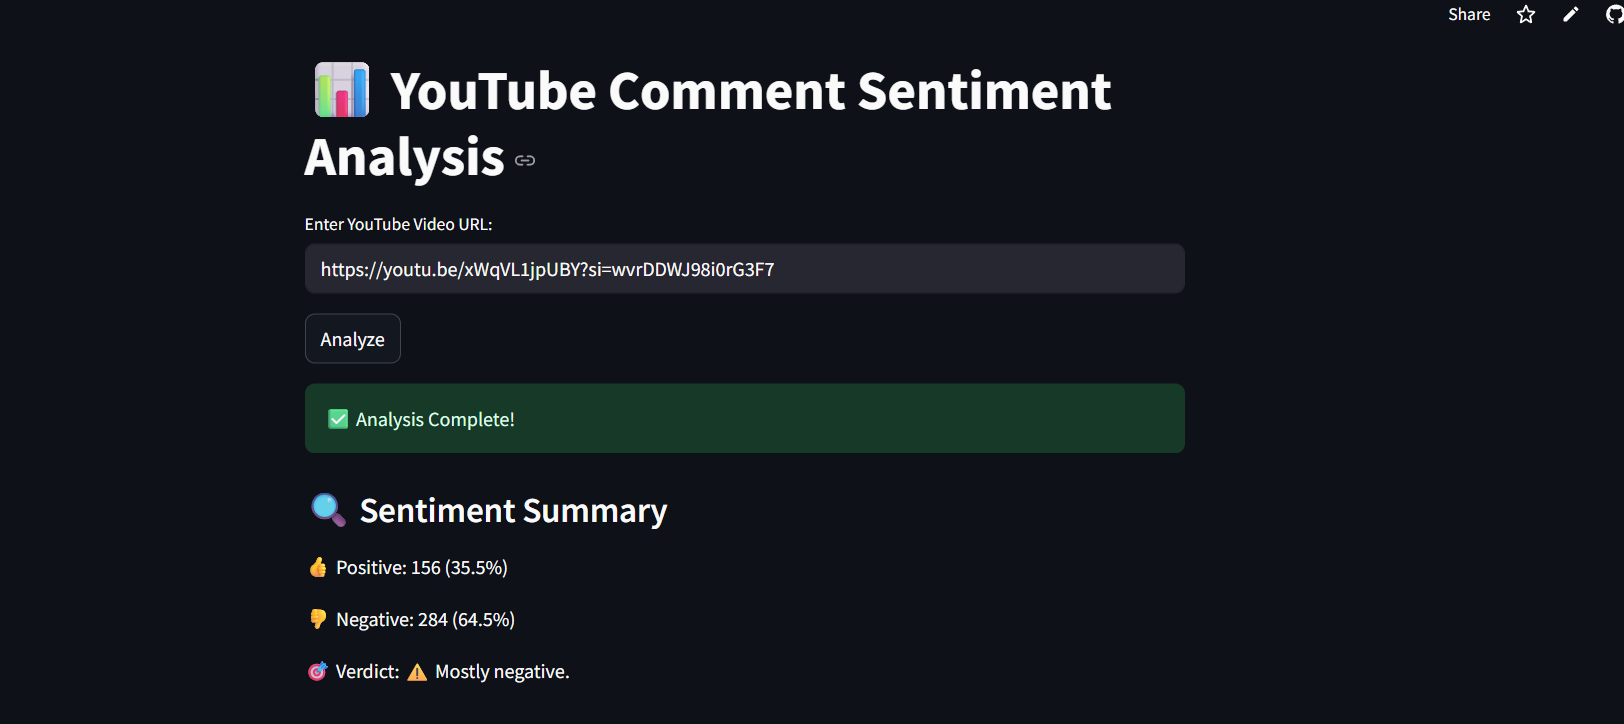 Share
YouTube Comment Sentiment
Analysis
Enter YouTube Video URL:
https://youtu.be/xWqVL1jpUBY?si=wvrDDWJ98i0rG3F7
Analyze
Analysis Complete!
Sentiment Summary
Positive: 156 (35.5%)
Negative: 284 (64.5%)
Verdict: Mostly negative.